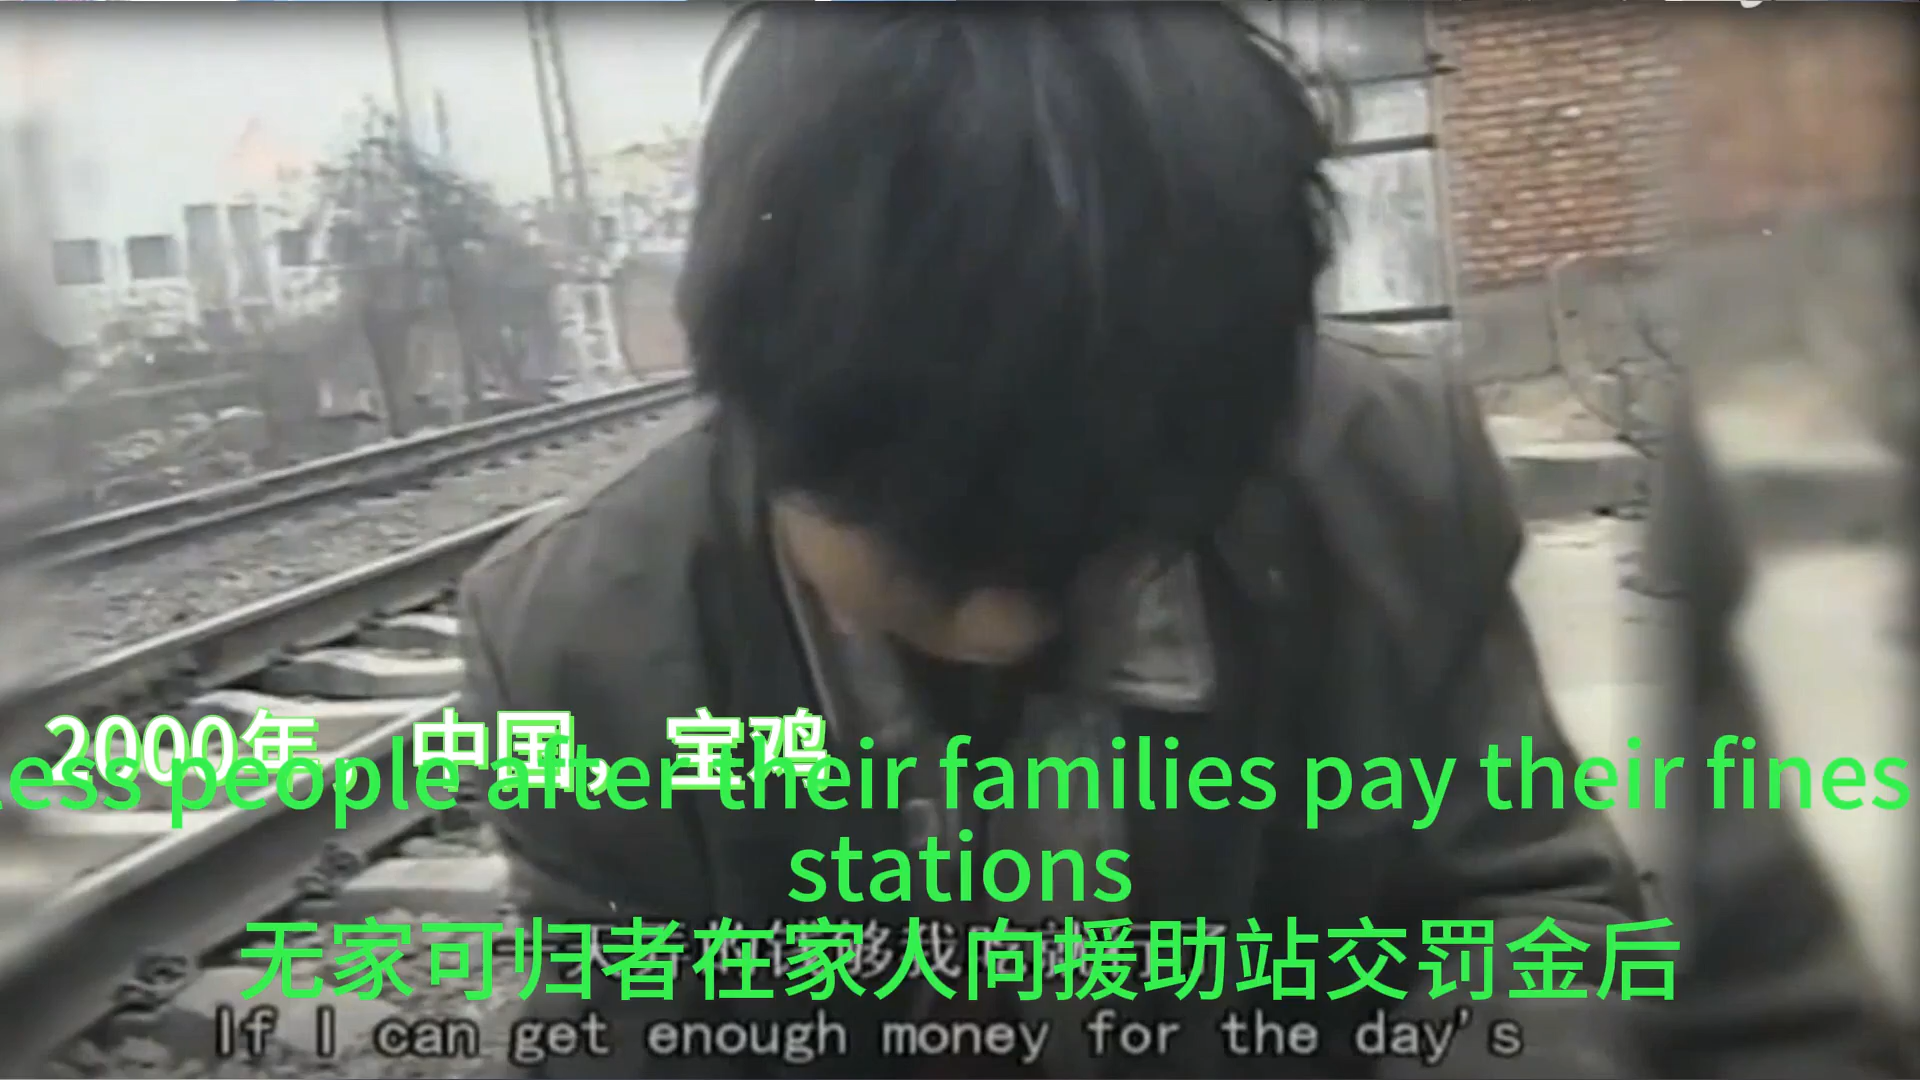 2000年，中国，宝鸡
ess people after their families pay their fines
stations
无家可归者在家人向援助站交罚金后
If I can get enough money for the day's